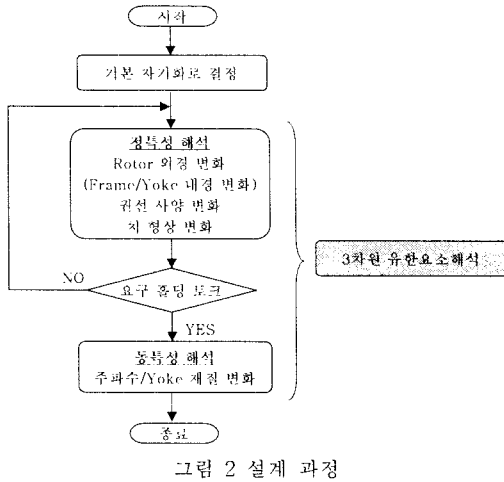 시작
기본 자기회로 결정
정특성 해석
Rotor 외경 변화
(Frame/Yoke 내경 변화)
권선 사양 변화
치 형상 변화
3차원 유한요소해석
NO
요구 홀딩 토크
YES
동특성 해석
주파수/Yoke 재질 변화
종료
그림 2 설계 과정